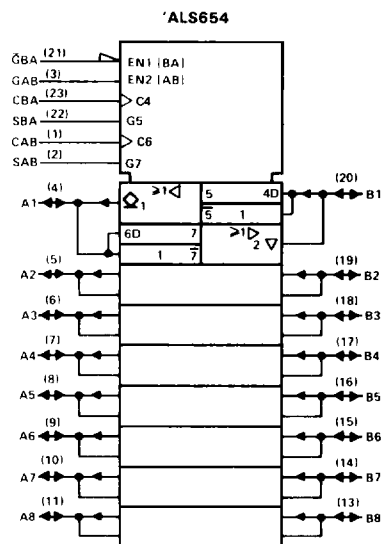 'ALS654
G̅BA (21) EN1 [BA]
GAB (3) EN2 [AB]
CBA (23) C4
SBA (22) G5
CAB (1) C6
SAB (2) G7
A1 (4) 1 ≥1 5 4D (20) B1
5̅ 1
6D 7 ≥1
1 7̅ 2
A2 (5) (19) B2
A3 (6) (18) B3
A4 (7) (17) B4
A5 (8) (16) B5
A6 (9) (15) B6
A7 (10) (14) B7
A8 (11) (13) B8